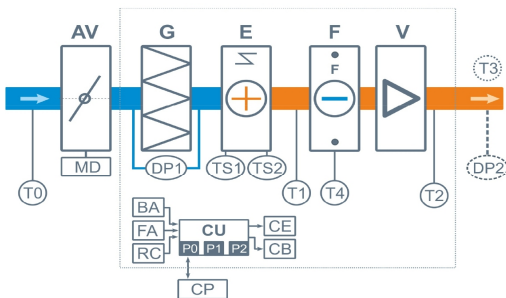 AV G E F V
F
T3
MD DP1 TS1 TS2 DP2
T0 T1 T4 T2
BA
FA CU CE
RC P0 P1 P2 CB
CP